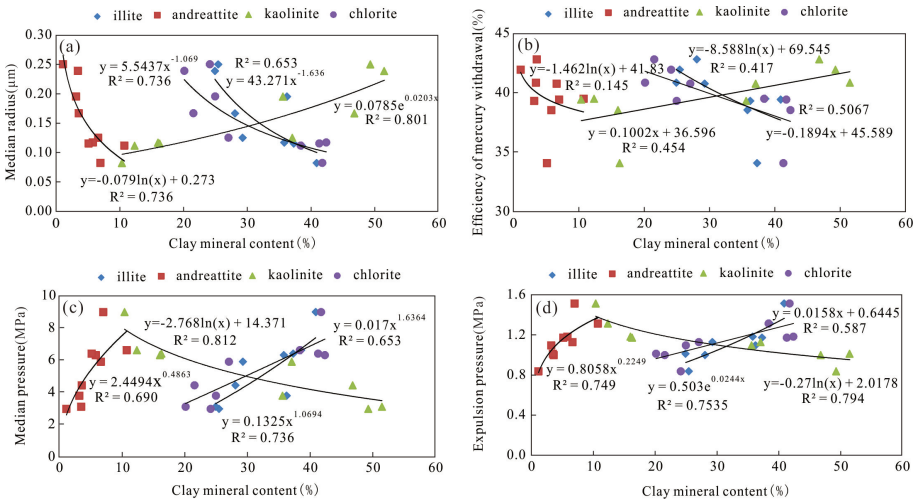 illite andreattite kaolinite chlorite
(a)
Median radius(μm)
0.30
0.25
0.20
0.15
0.10
0.05
0.00
y = 5.5437x^-1.069
R² = 0.736
R² = 0.653
y = 43.271x^-1.636
y = 0.0785e^0.0203x
R² = 0.801
y=-0.079ln(x) + 0.273
R² = 0.736
0 10 20 30 40 50 60
Clay mineral content(%)
illite andreattite kaolinite chlorite
(b)
Efficiency of mercury withdrawal(%)
45
40
35
30
y=-8.588ln(x) + 69.545
R² = 0.417
y=-1.462ln(x) + 41.83
R² = 0.145
R² = 0.5067
y=-0.1894x + 45.589
y = 0.1002x + 36.596
R² = 0.454
0 10 20 30 40 50 60
Clay mineral content(%)
illite andreattite kaolinite chlorite
(c)
Median pressure(MPa)
10
8
6
4
2
0
y=-2.768ln(x) + 14.371
R² = 0.812
y = 0.017x^1.6364
R² = 0.653
y = 2.4494x^0.4863
R² = 0.690
y = 0.1325x^1.0694
R² = 0.736
0 10 20 30 40 50 60
Clay mineral content(%)
illite andreattite kaolinite chlorite
(d)
Expulsion pressure(MPa)
1.6
1.2
0.8
0.4
0.0
y = 0.0158x + 0.6445
R² = 0.587
y = 0.8058x^0.2249
R² = 0.749
y = 0.503e^0.0244x
R² = 0.7535
y=-0.27ln(x) + 2.0178
R² = 0.794
0 10 20 30 40 50 60
Clay mineral content(%)